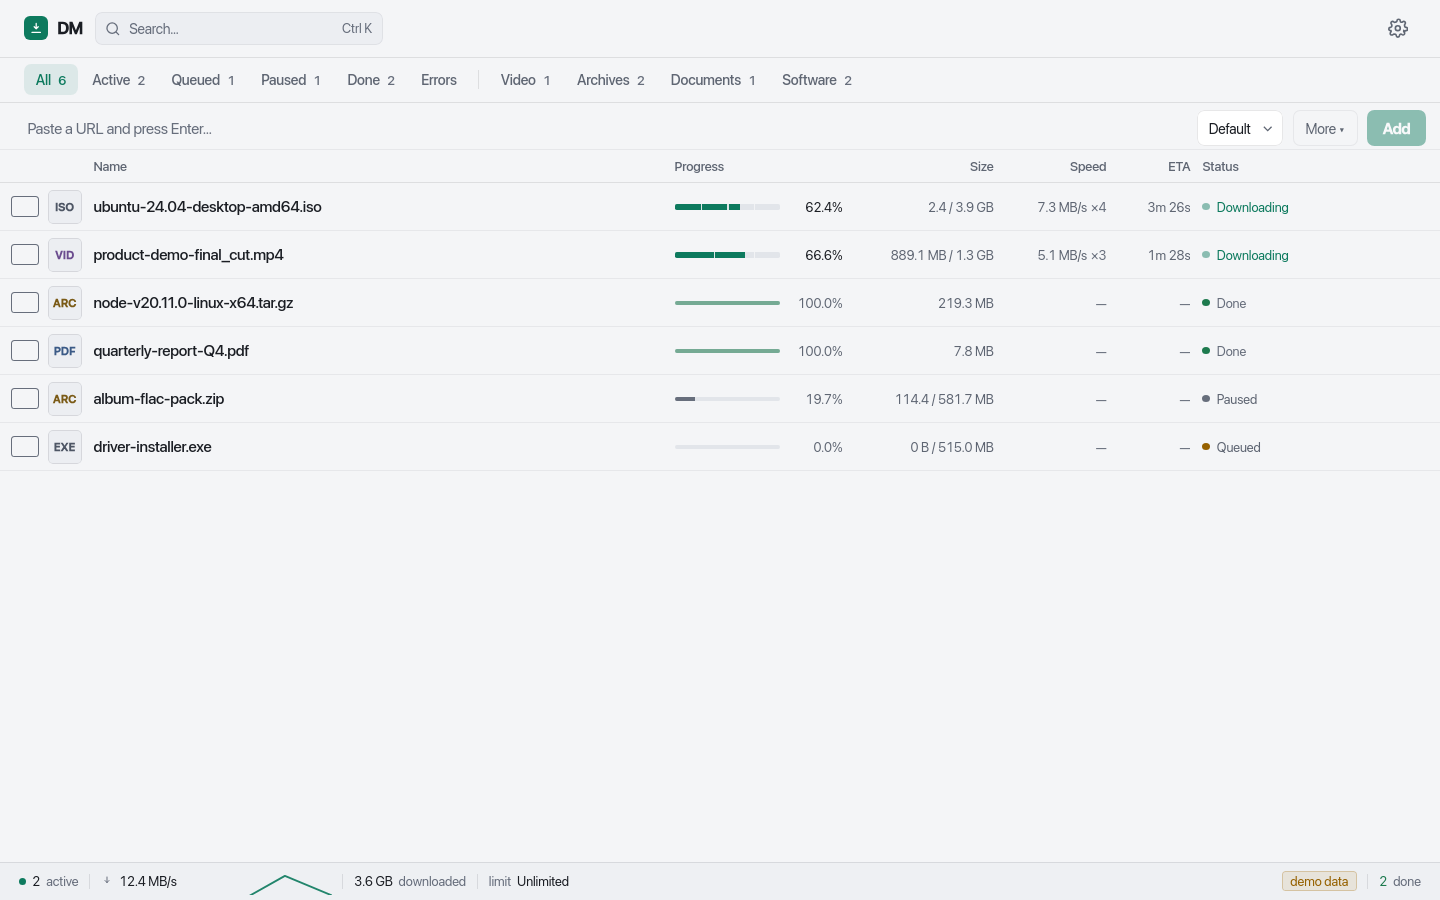 DM Search... Ctrl K
All 6 Active 2 Queued 1 Paused 1 Done 2 Errors Video 1 Archives 2 Documents 1 Software 2
Paste a URL and press Enter... Default More ▾ Add
Name Progress Size Speed ETA Status
ISO ubuntu-24.04-desktop-amd64.iso 62.4% 2.4 / 3.9 GB 7.3 MB/s ×4 3m 26s Downloading
VID product-demo-final_cut.mp4 66.6% 889.1 MB / 1.3 GB 5.1 MB/s ×3 1m 28s Downloading
ARC node-v20.11.0-linux-x64.tar.gz 100.0% 219.3 MB — — Done
PDF quarterly-report-Q4.pdf 100.0% 7.8 MB — — Done
ARC album-flac-pack.zip 19.7% 114.4 / 581.7 MB — — Paused
EXE driver-installer.exe 0.0% 0 B / 515.0 MB — — Queued
2 active ↓ 12.4 MB/s 3.6 GB downloaded limit Unlimited demo data 2 done